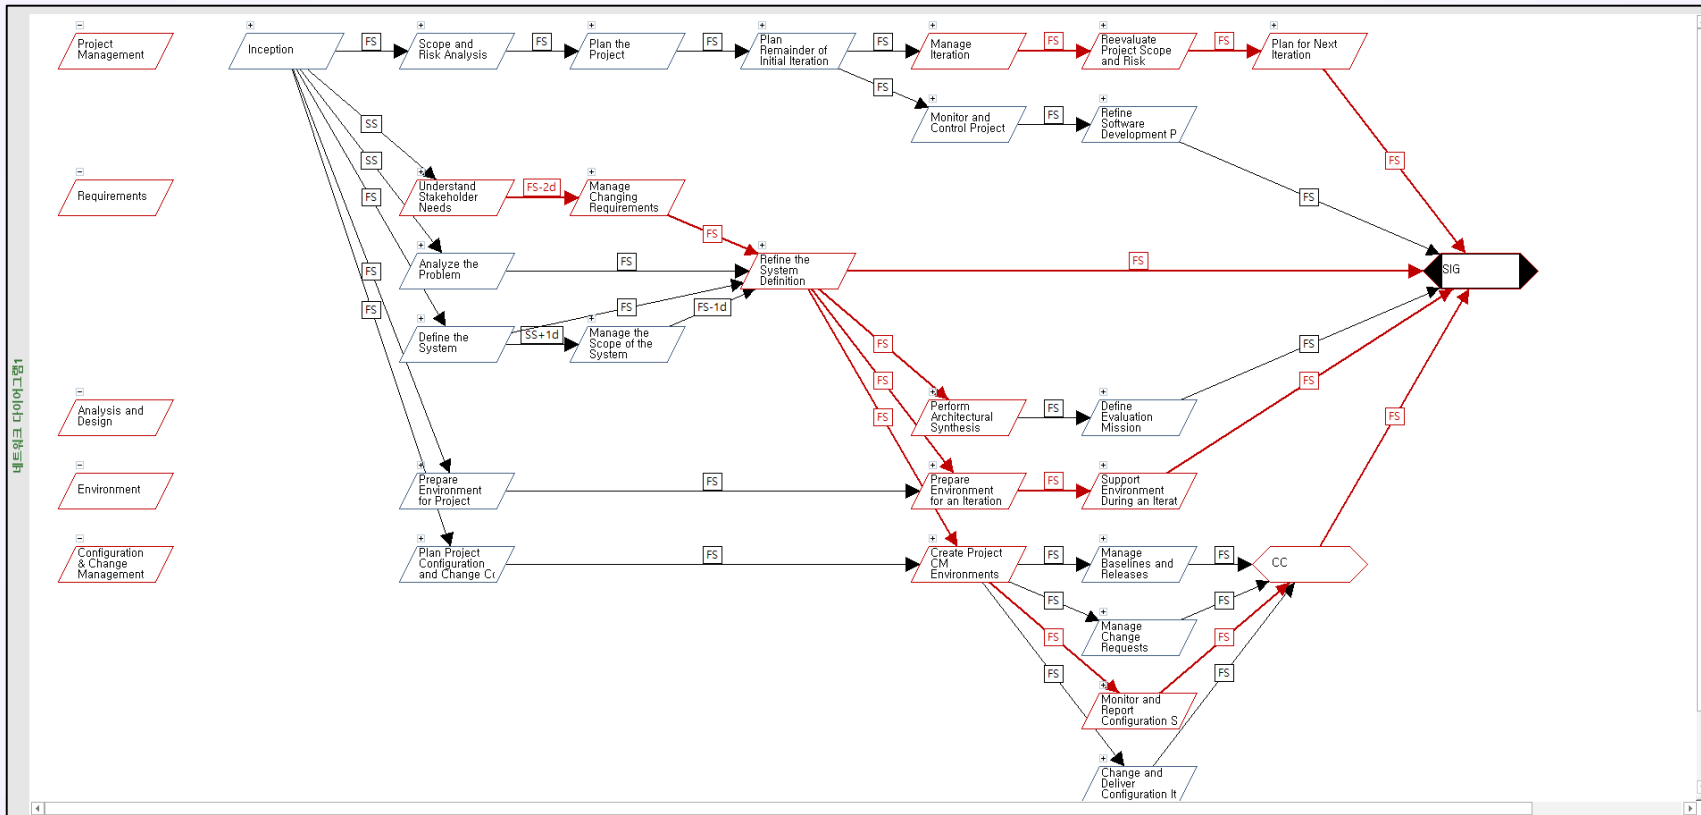 네트워크 다이어그램1
Project
Management
Inception
FS
Scope and
Risk Analysis
FS
Plan the
Project
FS
Plan
Remainder of
Initial Iteration
FS
Manage
Iteration
FS
Reevaluate
Project Scope
and Risk
FS
Plan for Next
Iteration
FS
Monitor and
Control Project
FS
Refine
Software
Development P
SS
SS
FS
FS
FS
FS
FS
Requirements
Understand
Stakeholder
Needs
FS-2d
Manage
Changing
Requirements
FS
Analyze the
Problem
FS
Refine the
System
Definition
FS
SIG
Define the
System
FS
SS+1d
Manage the
Scope of the
System
FS-1d
FS
FS
FS
FS
FS
Analysis and
Design
Perform
Architectural
Synthesis
FS
Define
Evaluation
Mission
FS
Environment
Prepare
Environment
for Project
FS
Prepare
Environment
for an Iteration
FS
Support
Environment
During an Iterat
Configuration
& Change
Management
Plan Project
Configuration
and Change Cc
FS
Create Project
CM
Environments
FS
Manage
Baselines and
Releases
FS
CC
FS
Manage
Change
Requests
FS
FS
FS
Monitor and
Report
Configuration S
FS
FS
Change and
Deliver
Configuration It